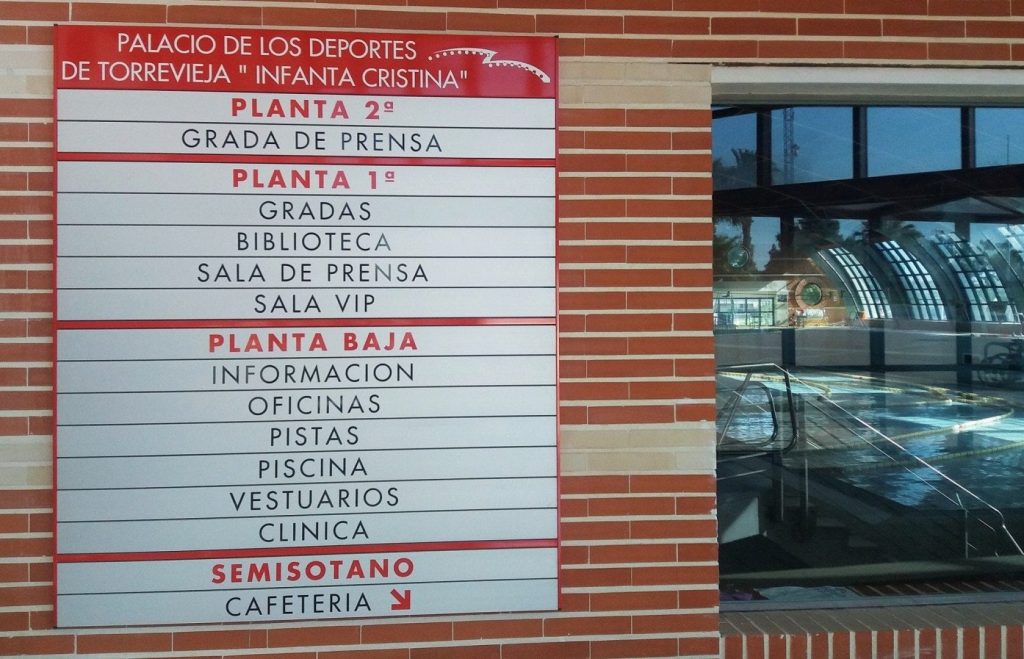 PALACIO DE LOS DEPORTES
DE TORREVIEJA " INFANTA CRISTINA"
PLANTA 2ª
GRADA DE PRENSA
PLANTA 1ª
GRADAS
BIBLIOTECA
SALA DE PRENSA
SALA VIP
PLANTA BAJA
INFORMACION
OFICINAS
PISTAS
PISCINA
VESTUARIOS
CLINICA
SEMISOTANO
CAFETERIA